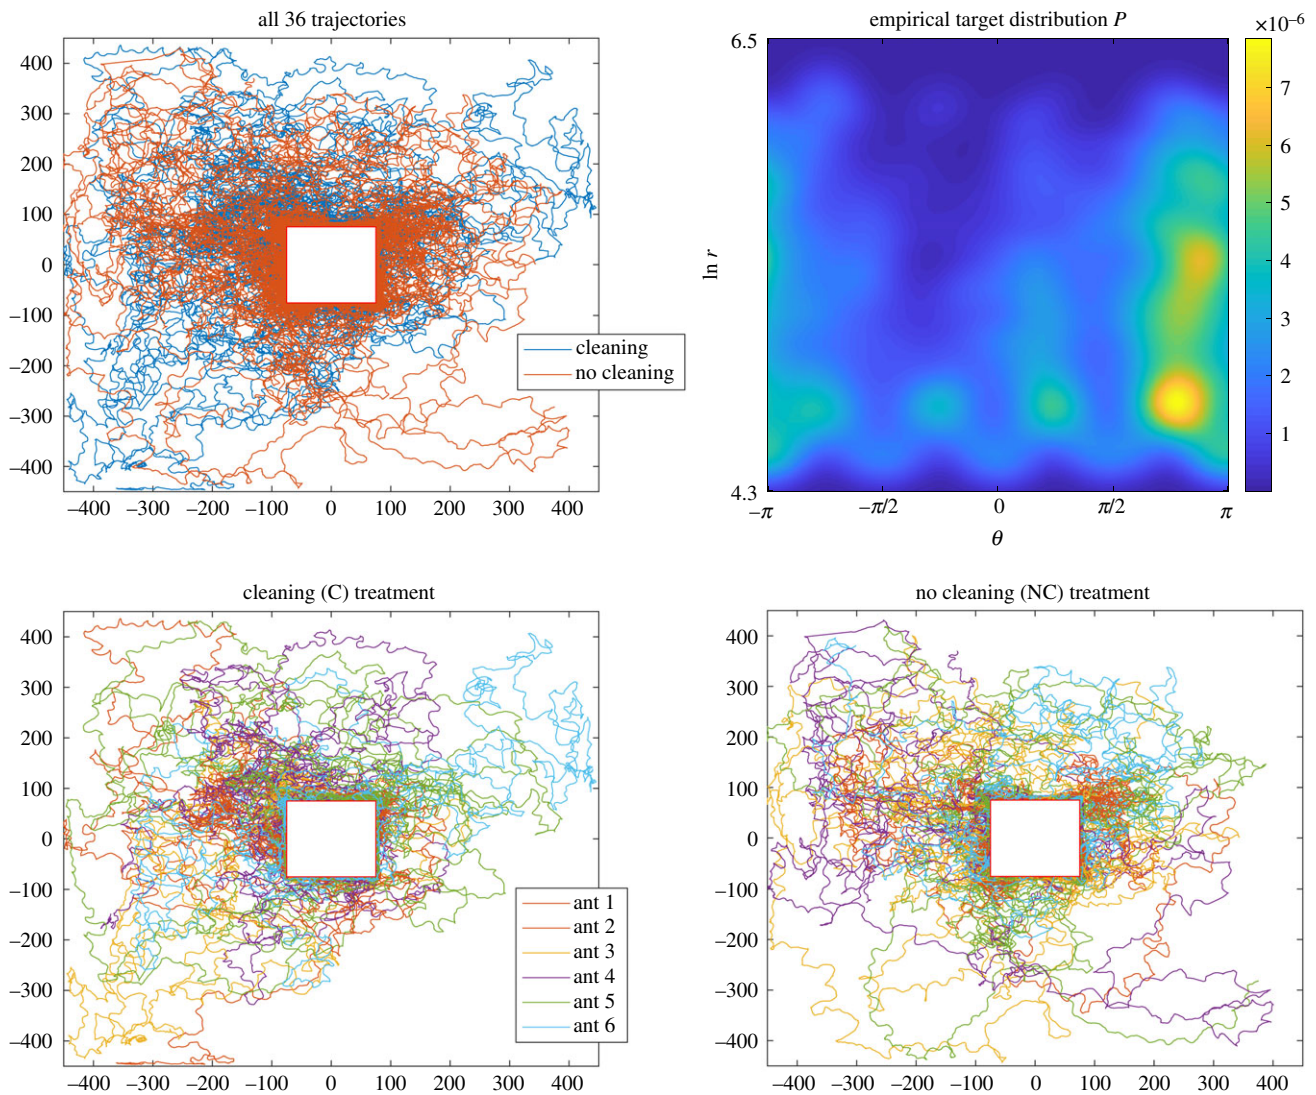 all 36 trajectories
400
300
200
100
0
–100
–200
–300
–400
–400 –300 –200 –100 0 100 200 300 400
cleaning
no cleaning
empirical target distribution P
×10⁻⁶
6.5
ln r
4.3
–π –π/2 0 π/2 π
θ
7
6
5
4
3
2
1
cleaning (C) treatment
400
300
200
100
0
–100
–200
–300
–400
–400 –300 –200 –100 0 100 200 300 400
ant 1
ant 2
ant 3
ant 4
ant 5
ant 6
no cleaning (NC) treatment
400
300
200
100
0
–100
–200
–300
–400
–400 –300 –200 –100 0 100 200 300 400